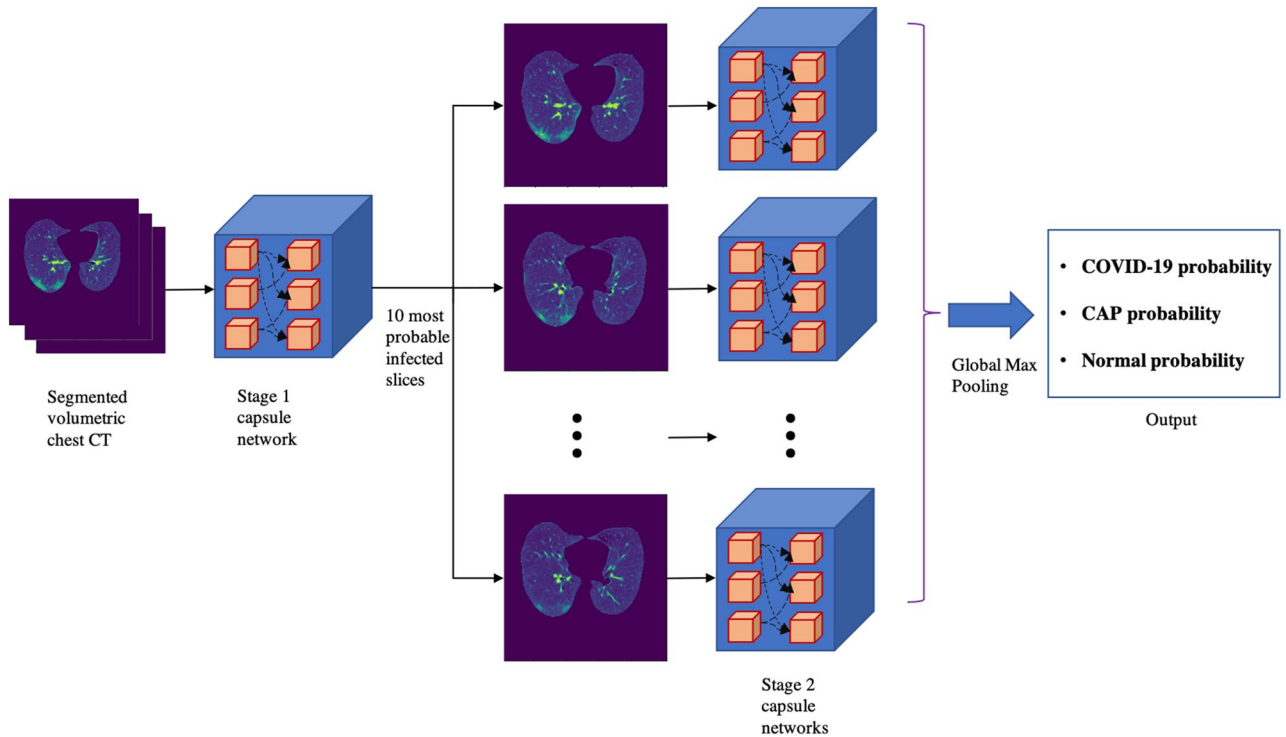 Segmented
volumetric
chest CT
Stage 1
capsule
network
10 most
probable
infected
slices
Stage 2
capsule
networks
Global Max
Pooling
• COVID-19 probability
• CAP probability
• Normal probability
Output